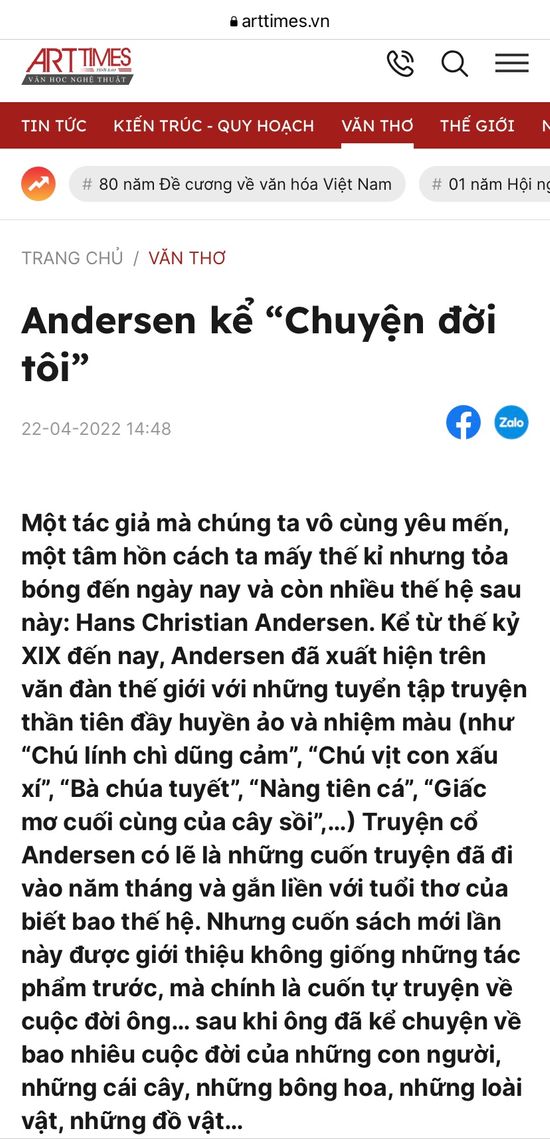 arttimes.vn
ARTTIMES
VĂN HỌC NGHỆ THUẬT
TIN TỨC KIẾN TRÚC - QUY HOẠCH VĂN THƠ THẾ GIỚI N
# 80 năm Đề cương về văn hóa Việt Nam # 01 năm Hội ng
TRANG CHỦ / VĂN THƠ
Andersen kể “Chuyện đời
tôi”
22-04-2022 14:48
Zalo
Một tác giả mà chúng ta vô cùng yêu mến,
một tâm hồn cách ta mấy thế kỉ nhưng tỏa
bóng đến ngày nay và còn nhiều thế hệ sau
này: Hans Christian Andersen. Kể từ thế kỷ
XIX đến nay, Andersen đã xuất hiện trên
văn đàn thế giới với những tuyển tập truyện
thần tiên đầy huyền ảo và nhiệm màu (như
“Chú lính chì dũng cảm”, “Chú vịt con xấu
xí”, “Bà chúa tuyết”, “Nàng tiên cá”, “Giấc
mơ cuối cùng của cây sồi”,…) Truyện cổ
Andersen có lẽ là những cuốn truyện đã đi
vào năm tháng và gắn liền với tuổi thơ của
biết bao thế hệ. Nhưng cuốn sách mới lần
này được giới thiệu không giống những tác
phẩm trước, mà chính là cuốn tự truyện về
cuộc đời ông… sau khi ông đã kể chuyện về
bao nhiêu cuộc đời của những con người,
những cái cây, những bông hoa, những loài
vật, những đồ vật…